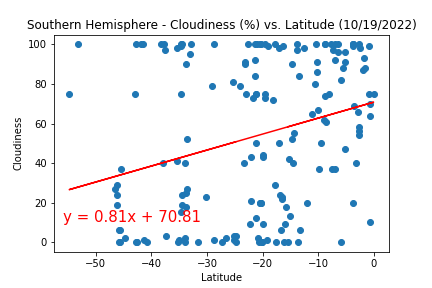 Southern Hemisphere - Cloudiness (%) vs. Latitude (10/19/2022)
100
80
60
40
20
0
Cloudiness
y = 0.81x + 70.81
−50 −40 −30 −20 −10 0
Latitude